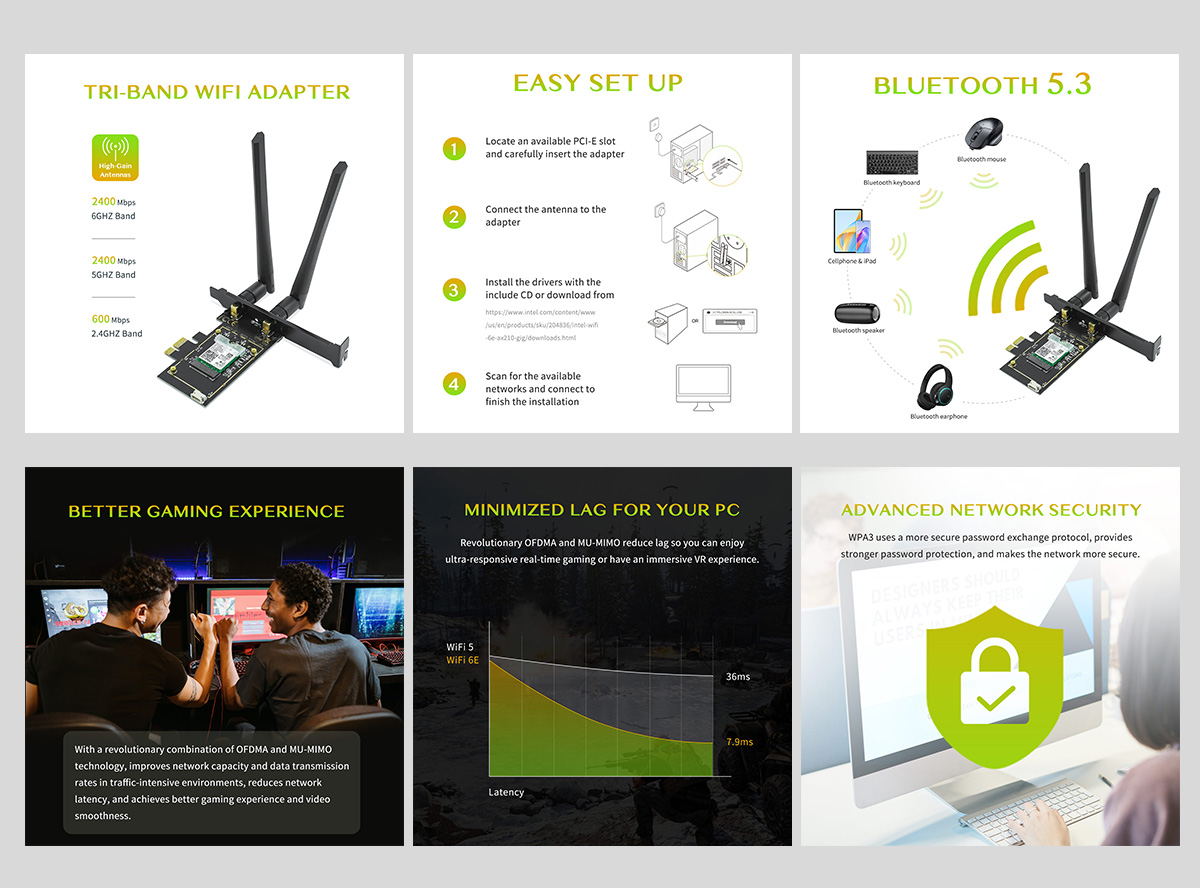 TRI-BAND WIFI ADAPTER
High-Gain
Antennas
2400 Mbps
6GHZ Band
2400 Mbps
5GHZ Band
600 Mbps
2.4GHZ Band
EASY SET UP
1
Locate an available PCI-E slot
and carefully insert the adapter
2
Connect the antenna to the
adapter
3
Install the drivers with the
include CD or download from
https://www.intel.com/content/www
/us/en/products/sku/204836/intel-wifi
-6e-ax210-gig/downloads.html
OR
4
Scan for the available
networks and connect to
finish the installation
BLUETOOTH 5.3
Bluetooth mouse
Bluetooth keyboard
Cellphone & iPad
Bluetooth speaker
Bluetooth earphone
BETTER GAMING EXPERIENCE
With a revolutionary combination of OFDMA and MU-MIMO
technology, improves network capacity and data transmission
rates in traffic-intensive environments, reduces network
latency, and achieves better gaming experience and video
smoothness.
MINIMIZED LAG FOR YOUR PC
Revolutionary OFDMA and MU-MIMO reduce lag so you can enjoy
ultra-responsive real-time gaming or have an immersive VR experience.
WiFi 5
WiFi 6E
36ms
7.9ms
Latency
ADVANCED NETWORK SECURITY
WPA3 uses a more secure password exchange protocol, provides
stronger password protection, and makes the network more secure.
DESIGNERS SHOULD
ALWAYS KEEP THEIR
USERS